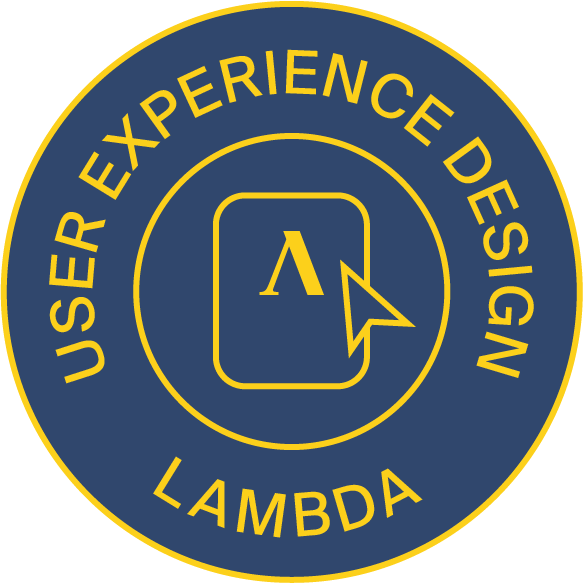 USER EXPERIENCE DESIGN
Λ
LAMBDA